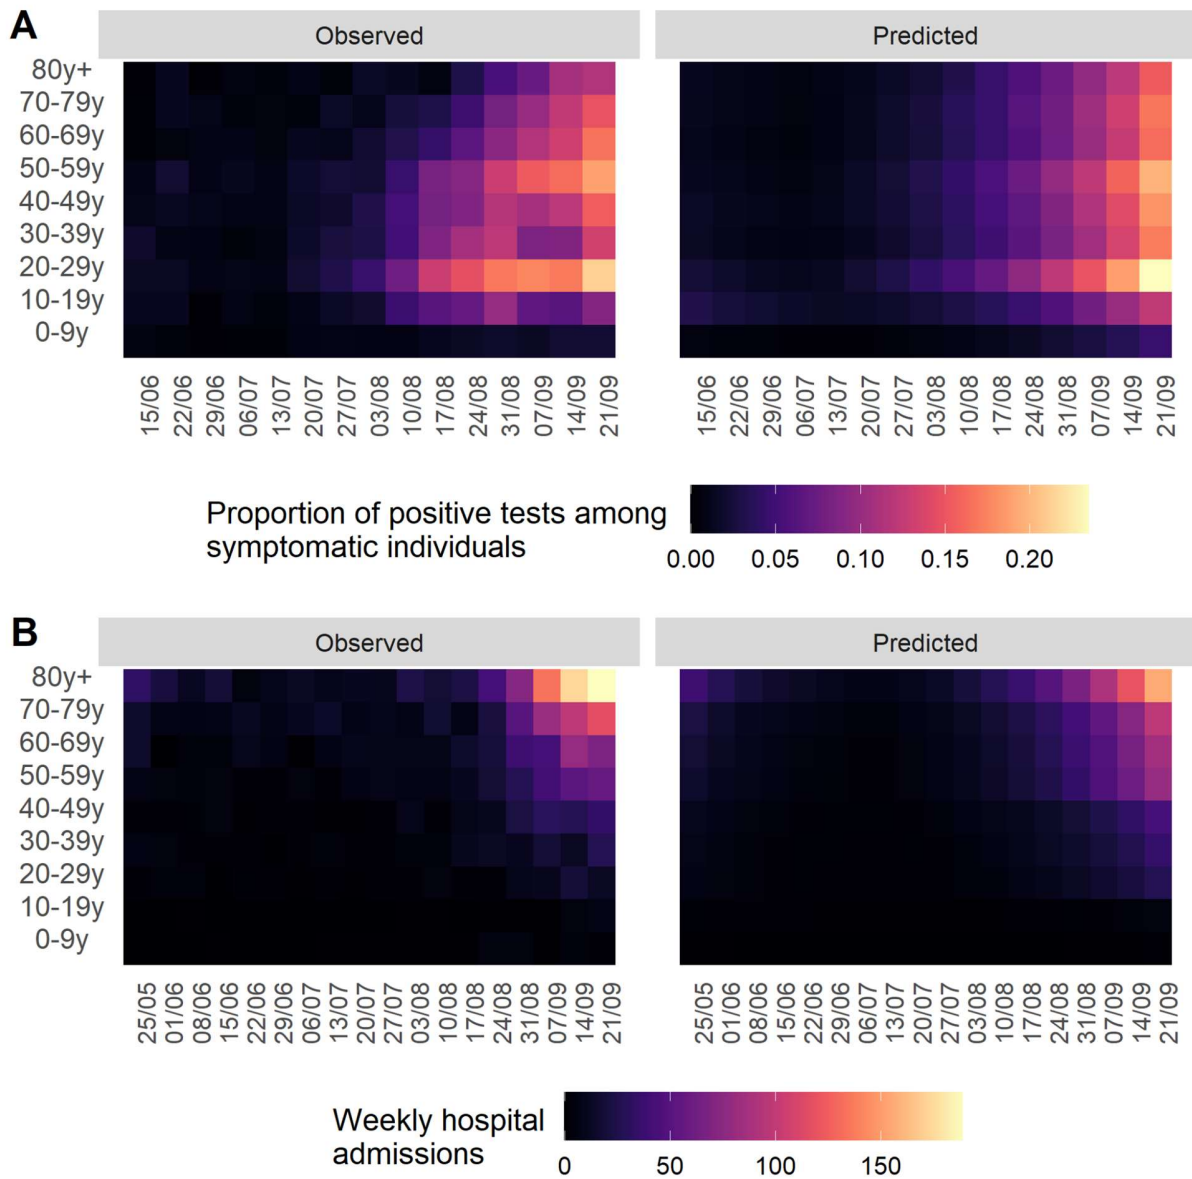 A
Observed
Predicted
80y+
70-79y
60-69y
50-59y
40-49y
30-39y
20-29y
10-19y
0-9y
15/06 22/06 29/06 06/07 13/07 20/07 27/07 03/08 10/08 17/08 24/08 31/08 07/09 14/09 21/09
15/06 22/06 29/06 06/07 13/07 20/07 27/07 03/08 10/08 17/08 24/08 31/08 07/09 14/09 21/09
Proportion of positive tests among
symptomatic individuals
0.00 0.05 0.10 0.15 0.20
B
Observed
Predicted
80y+
70-79y
60-69y
50-59y
40-49y
30-39y
20-29y
10-19y
0-9y
25/05 01/06 08/06 15/06 22/06 29/06 06/07 13/07 20/07 27/07 03/08 10/08 17/08 24/08 31/08 07/09 14/09 21/09
25/05 01/06 08/06 15/06 22/06 29/06 06/07 13/07 20/07 27/07 03/08 10/08 17/08 24/08 31/08 07/09 14/09 21/09
Weekly hospital
admissions
0 50 100 150